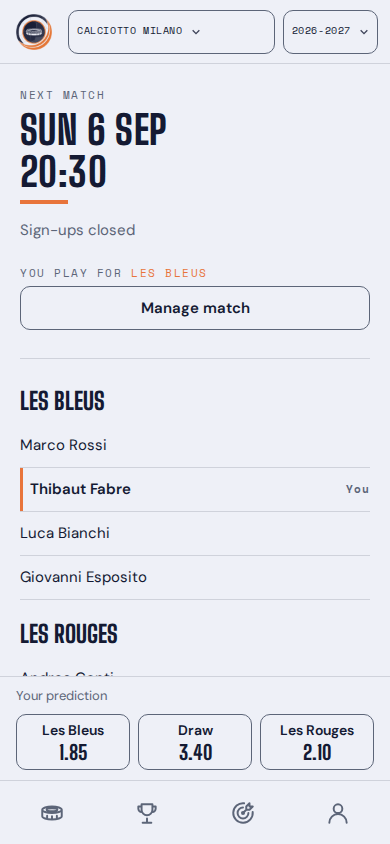 CALCIOTTO MILANO
2026-2027
NEXT MATCH
SUN 6 SEP
20:30
Sign-ups closed
YOU PLAY FOR LES BLEUS
Manage match
LES BLEUS
Marco Rossi
Thibaut Fabre You
Luca Bianchi
Giovanni Esposito
LES ROUGES
Your prediction
Les Bleus Draw Les Rouges
1.85 3.40 2.10